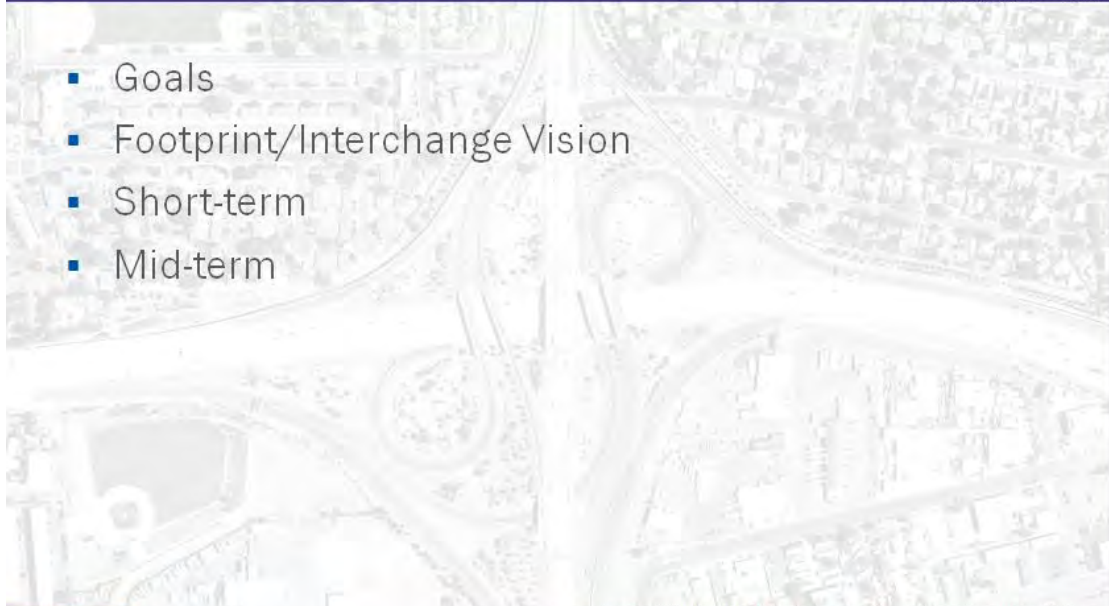 ▪ Goals
▪ Footprint/Interchange Vision
▪ Short-term
▪ Mid-term